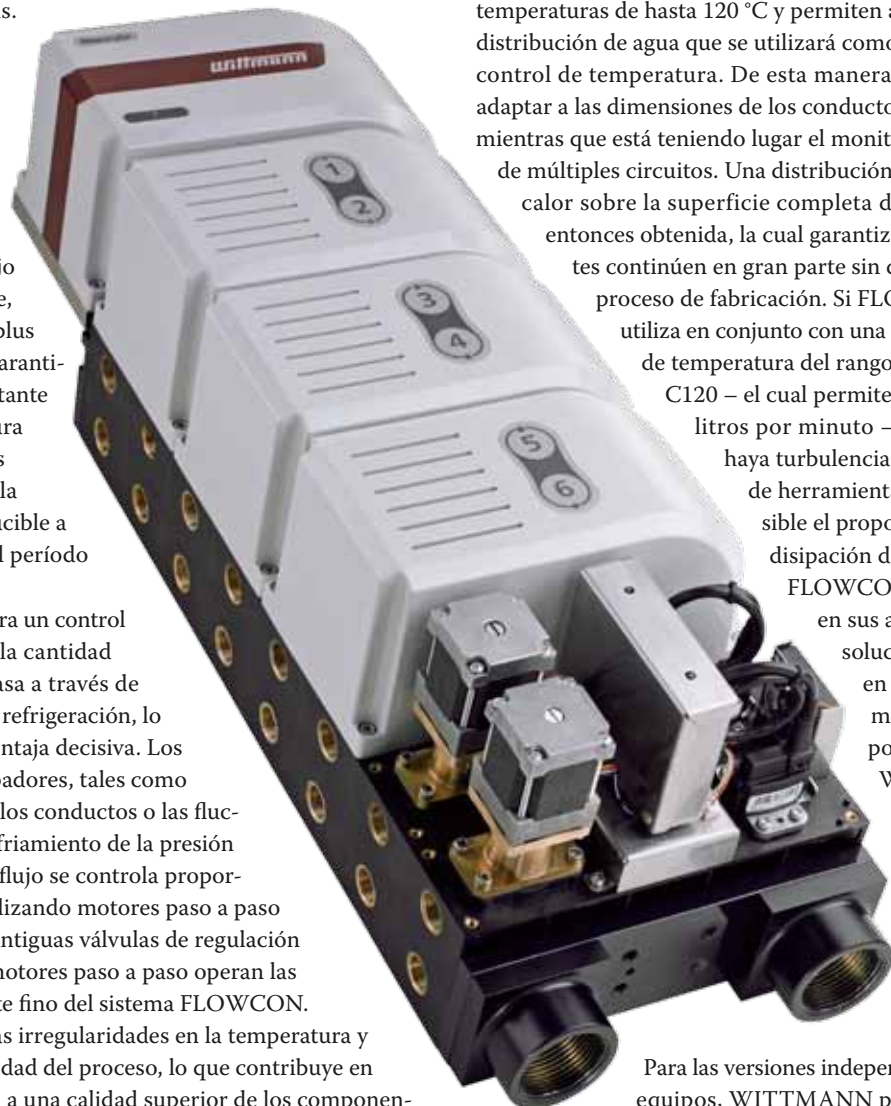 s.
jo
e,
plus
aranti-
tante
ura
s
la
ucible a
l período
ra un control
la cantidad
asa a través de
refrigeración, lo
ntaja decisiva. Los
badores, tales como
los conductos o las fluc-
friamiento de la presión
flujo se controla propor-
lizando motores paso a paso
ntiguas válvulas de regulación
motores paso a paso operan las
te fino del sistema FLOWCON.
as irregularidades en la temperatura y
idad del proceso, lo que contribuye en
a una calidad superior de los componen-
wittmann
1
2
3
4
5
6
temperaturas de hasta 120 °C y permiten a
distribución de agua que se utilizará como
control de temperatura. De esta manera
adaptar a las dimensiones de los conducto
mientras que está teniendo lugar el monit
de múltiples circuitos. Una distribución
calor sobre la superficie completa d
entonces obtenida, la cual garantiz
tes continúen en gran parte sin d
proceso de fabricación. Si FLO
utiliza en conjunto con una
de temperatura del rango
C120 – el cual permite
litros por minuto –
haya turbulencia
de herramient
sible el propo
disipación d
FLOWCO
en sus a
soluc
en
m
po
W
Para las versiones indepen
equipos, WITTMANN p